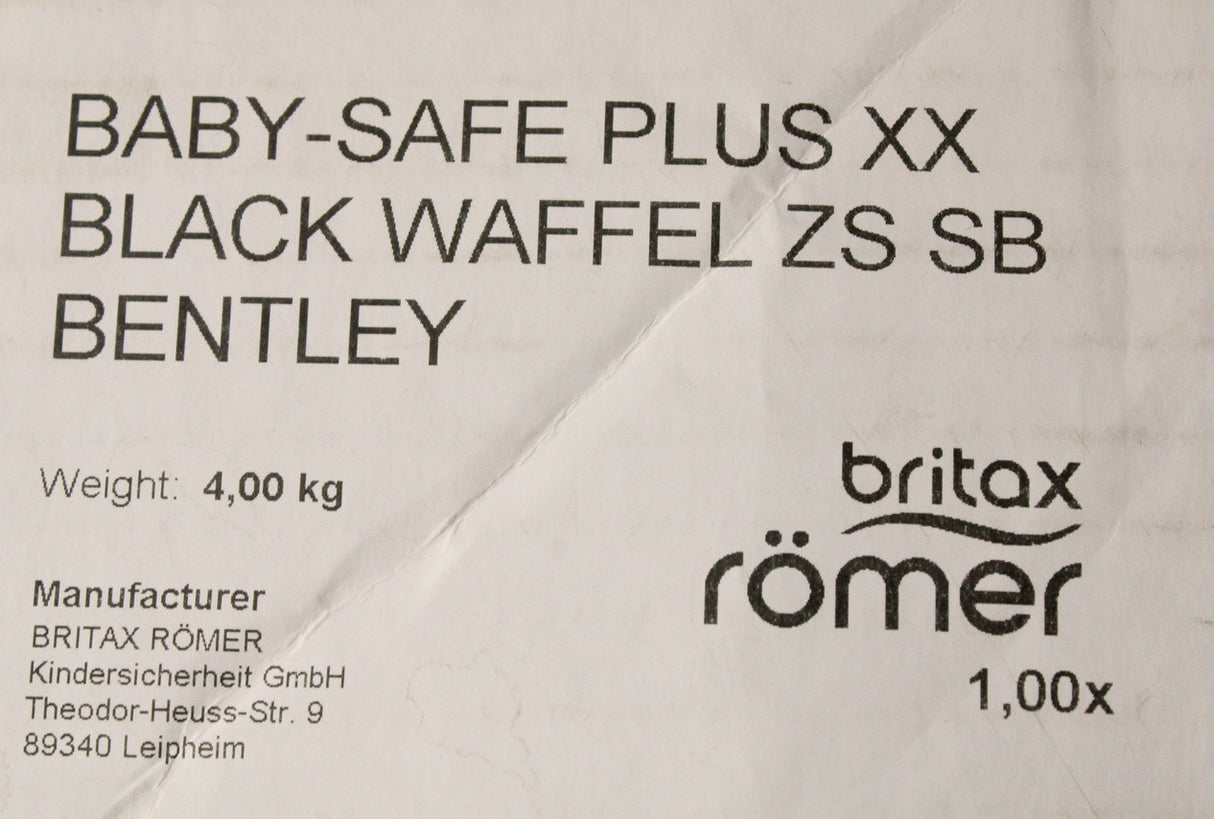 BABY-SAFE PLUS XX
BLACK WAFFEL ZS SB
BENTLEY
Weight: 4,00 kg
britax
römer
1,00x
Manufacturer
BRITAX RÖMER
Kindersicherheit GmbH
Theodor-Heuss-Str. 9
89340 Leipheim